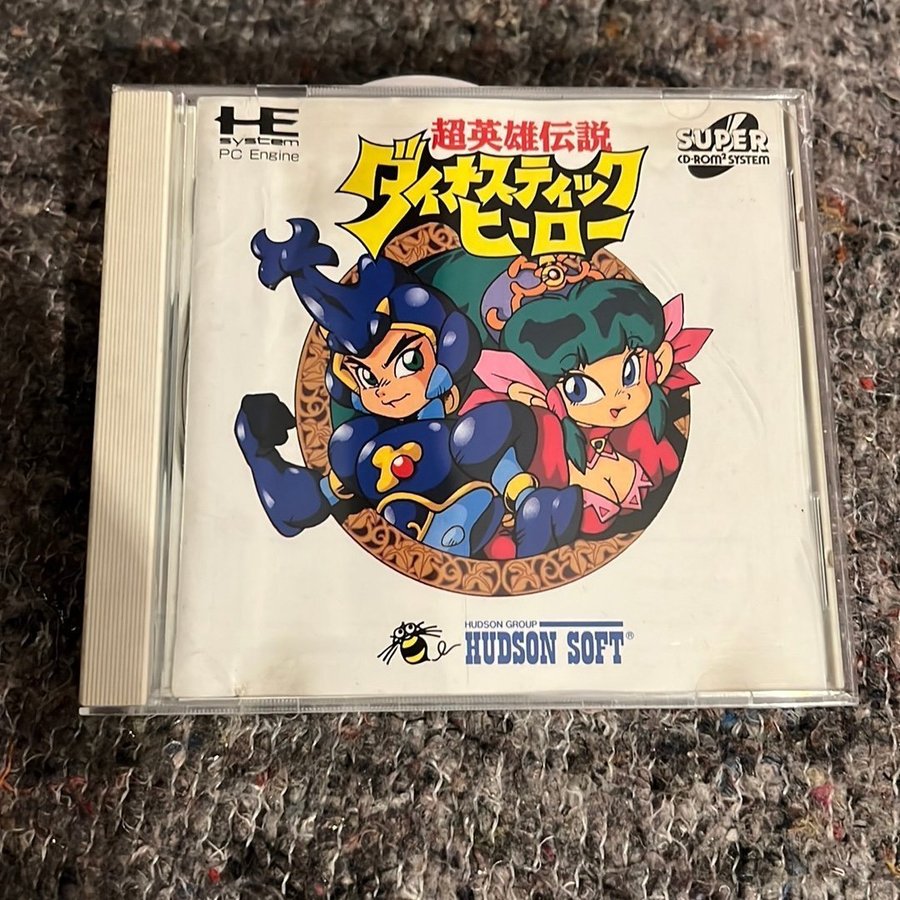 HE
system
PC Engine
超英雄伝説
ダイナスティック
ヒーロー
SUPER
CD-ROM² SYSTEM
HUDSON GROUP
HUDSON SOFT®